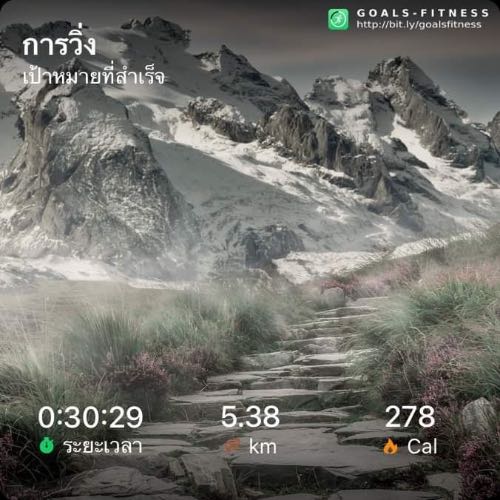 GOALS-FITNESS
http://bit.ly/goalsfitness
การวิ่ง
เป้าหมายที่สำเร็จ
0:30:29 5.38 278
ระยะเวลา km Cal